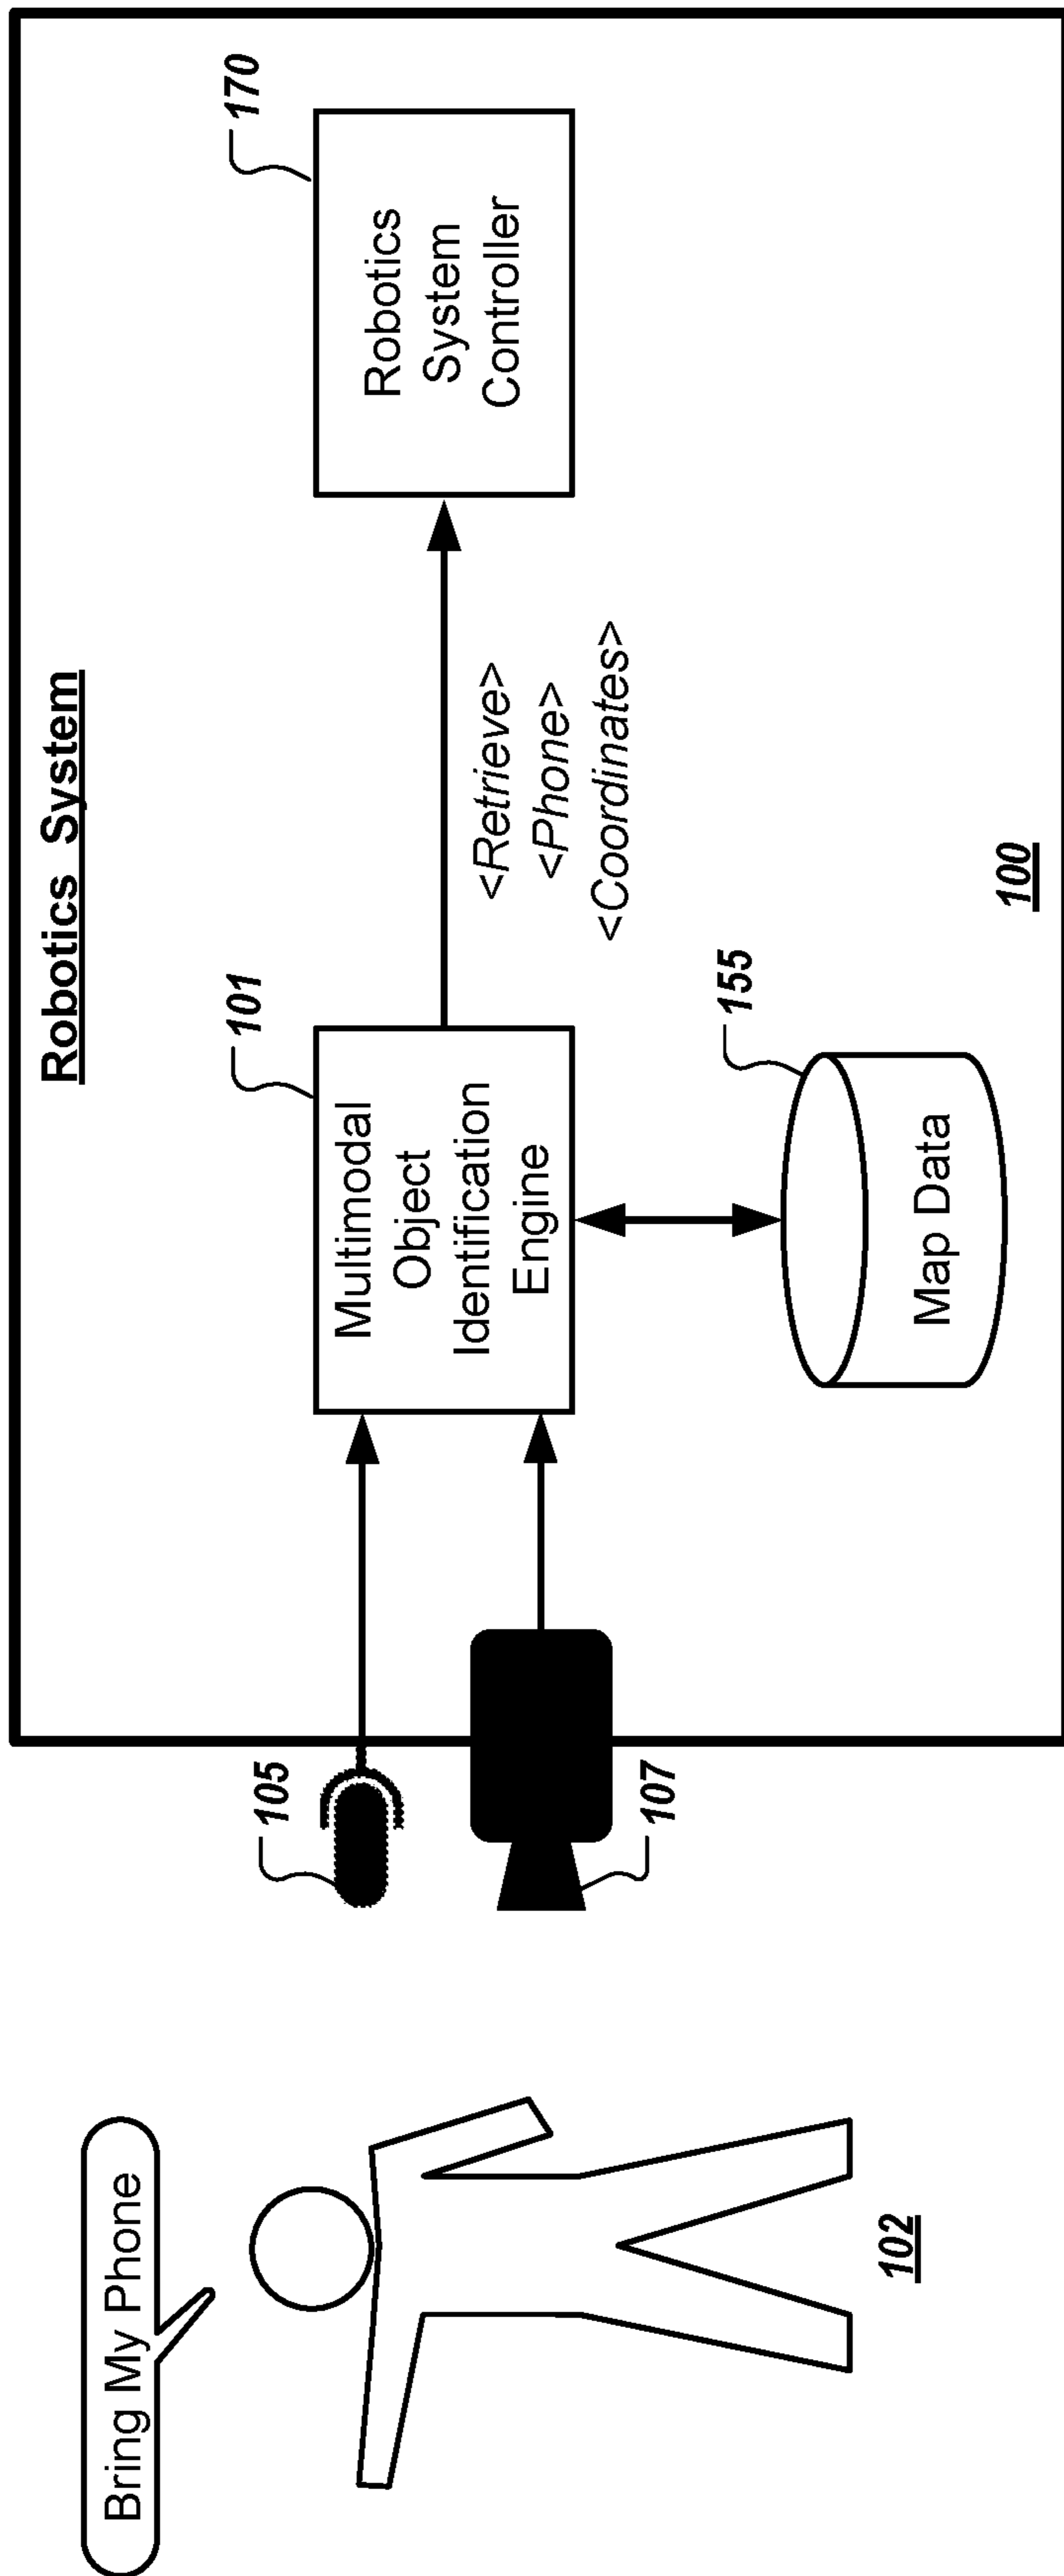 Robotics System
Bring My Phone
102
105
107
101
Multimodal
Object
Identification
Engine
155
Map Data
<Retrieve>
<Phone>
<Coordinates>
170
Robotics
System
Controller
100